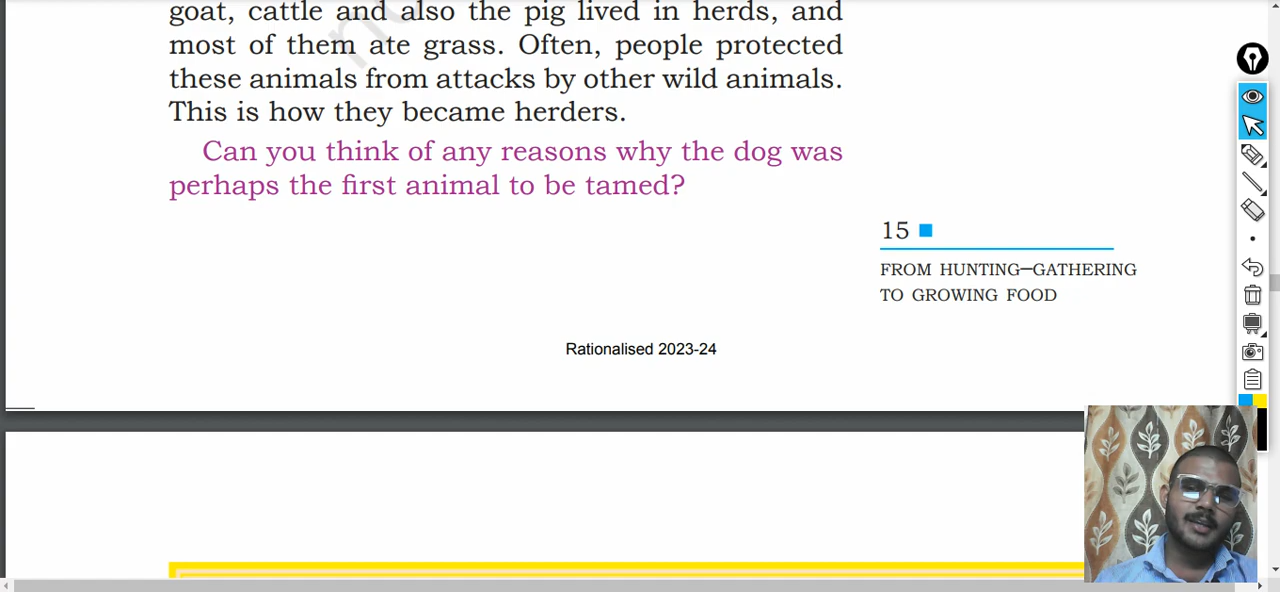 goat, cattle and also the pig lived in herds, and
most of them ate grass. Often, people protected
these animals from attacks by other wild animals.
This is how they became herders.
Can you think of any reasons why the dog was
perhaps the first animal to be tamed?
15
FROM HUNTING—GATHERING
TO GROWING FOOD
Rationalised 2023-24